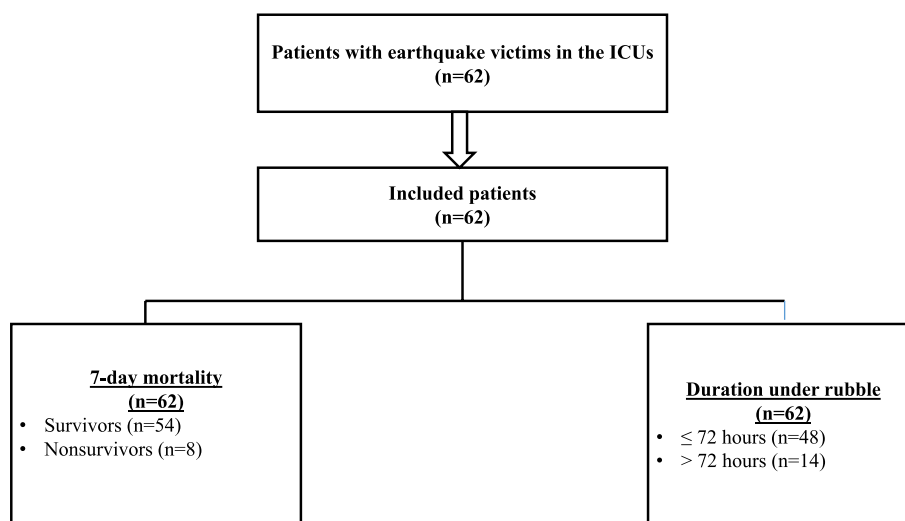 Patients with earthquake victims in the ICUs
(n=62)
Included patients
(n=62)
7-day mortality
(n=62)
• Survivors (n=54)
• Nonsurvivors (n=8)
Duration under rubble
(n=62)
• ≤ 72 hours (n=48)
• > 72 hours (n=14)